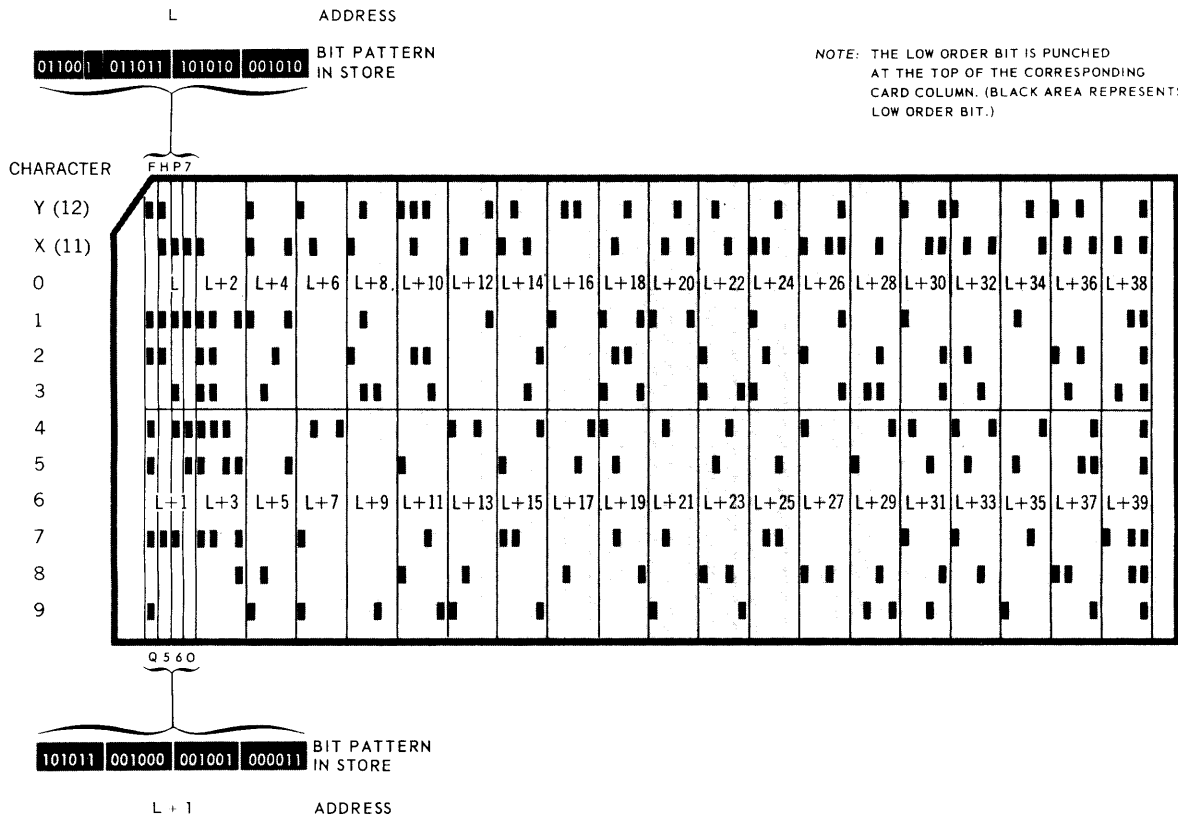 L ADDRESS
011001 011011 101010 001010 BIT PATTERN
IN STORE
NOTE: THE LOW ORDER BIT IS PUNCHED
AT THE TOP OF THE CORRESPONDING
CARD COLUMN. (BLACK AREA REPRESENTS
LOW ORDER BIT.)
CHARACTER F H P 7
Y (12)
X (11)
0 L L+2 L+4 L+6 L+8 L+10 L+12 L+14 L+16 L+18 L+20 L+22 L+24 L+26 L+28 L+30 L+32 L+34 L+36 L+38
1
2
3
4
5
6 L+1 L+3 L+5 L+7 L+9 L+11 L+13 L+15 L+17 L+19 L+21 L+23 L+25 L+27 L+29 L+31 L+33 L+35 L+37 L+39
7
8
9
Q 5 6 0
101011 001000 001001 000011 BIT PATTERN
IN STORE
L + 1 ADDRESS